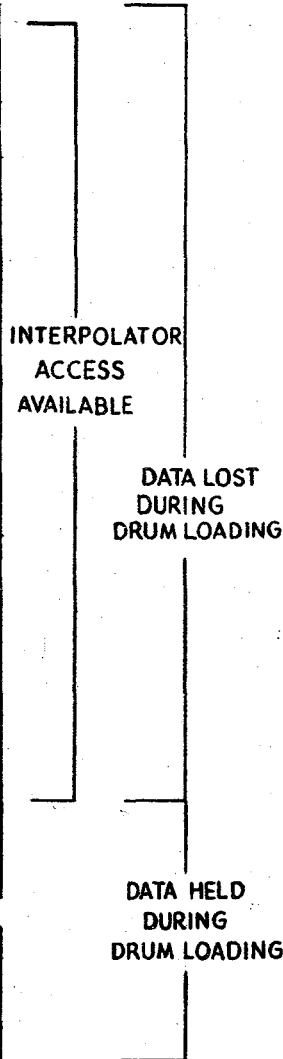 INTERPOLATOR
ACCESS
AVAILABLE
DATA LOST
DURING
DRUM LOADING
DATA HELD
DURING
DRUM LOADING